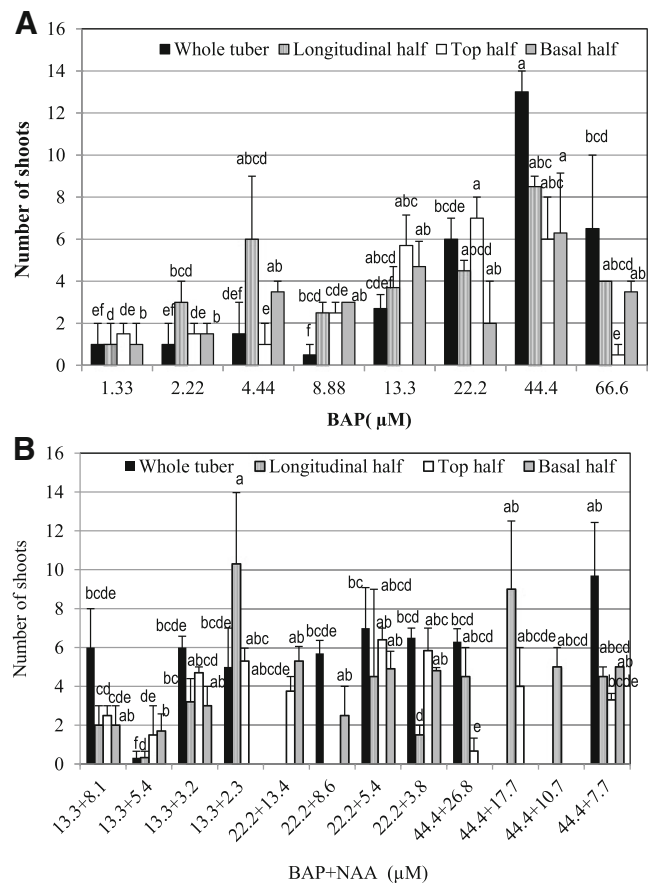 A
Whole tuber Longitudinal half Top half Basal half
Number of shoots
16
14
12
10
8
6
4
2
0
ef d ef b
ef bcd de b
def abcd e ab
f bcd cde ab
cdef abcd abc ab
bcde abcd a ab
a abc abc a
bcd abcd e ab
1.33 2.22 4.44 8.88 13.3 22.2 44.4 66.6
BAP( µM)
B
Whole tuber Longitudinal half Top half Basal half
Number of shoots
16
14
12
10
8
6
4
2
0
bcde cd cde ab
f d de b
bcde bc abcd ab
bcde a abc
abcde ab
bcde ab
bc abcd ab ab
bcd d ab ab
bcd abcd e
ab abcde
abcd
ab abcd bcde ab
13.3+8.1 13.3+5.4 13.3+3.2 13.3+2.3 22.2+13.4 22.2+8.6 22.2+5.4 22.2+3.8 44.4+26.8 44.4+17.7 44.4+10.7 44.4+7.7
BAP+NAA (µM)